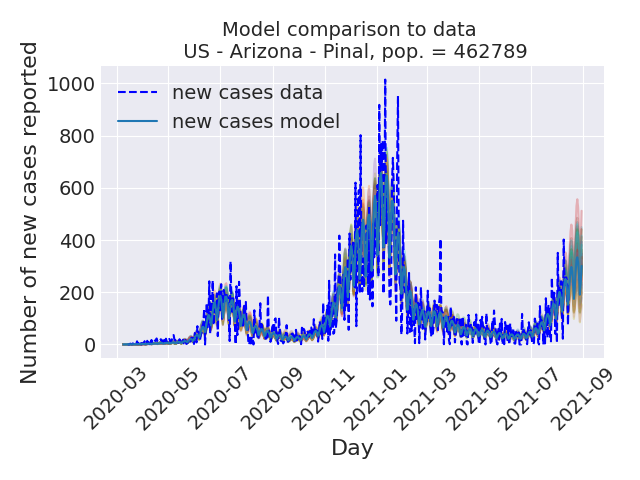 Model comparison to data
US - Arizona - Pinal, pop. = 462789
Number of new cases reported
1000
800
600
400
200
0
new cases data
new cases model
2020-03
2020-05
2020-07
2020-09
2020-11
2021-01
2021-03
2021-05
2021-07
2021-09
Day